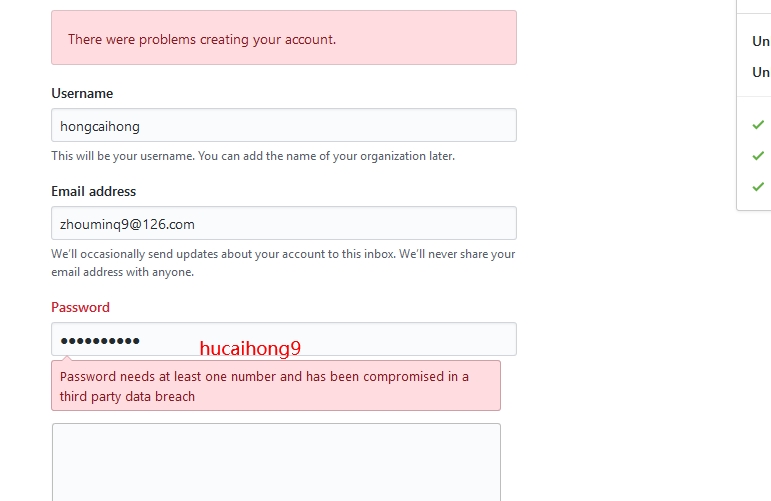 There were problems creating your account.
Un
Un
Username
hongcaihong
This will be your username. You can add the name of your organization later.
Email address
zhouminq9@126.com
We'll occasionally send updates about your account to this inbox. We'll never share your
email address with anyone.
Password
●●●●●●●●●●
hucaihong9
Password needs at least one number and has been compromised in a
third party data breach